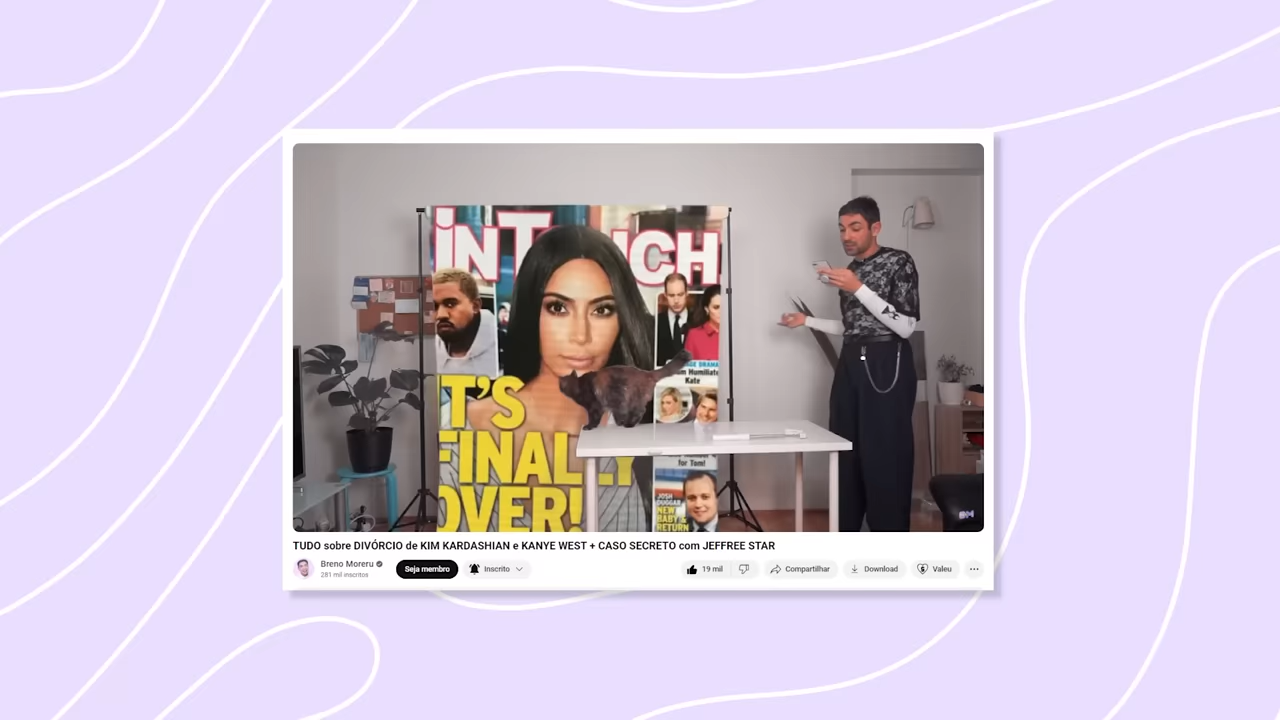 iN TOUCH
IT'S
FINALLY
OVER!
Kate
for Tom!
JOSH
DUGGAR
NEW
BABY'S
RETURN
TUDO sobre DIVÓRCIO de KIM KARDASHIAN e KANYE WEST + CASO SECRETO com JEFFREE STAR
Breno Moreru
281 mil inscritos
Seja membro
Inscrito
19 mil
Compartilhar
Download
Valeu